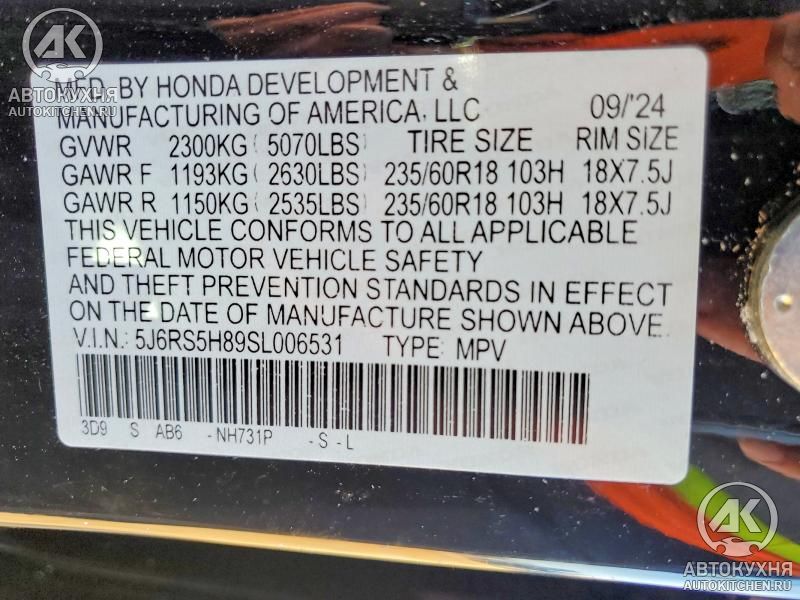 AK
АВТОКУХНЯ
AUTOKITCHEN.RU
MFD. BY HONDA DEVELOPMENT &
MANUFACTURING OF AMERICA, LLC 09/'24
GVWR 2300KG( 5070LBS) TIRE SIZE RIM SIZE
GAWR F 1193KG( 2630LBS) 235/60R18 103H 18X7.5J
GAWR R 1150KG( 2535LBS) 235/60R18 103H 18X7.5J
THIS VEHICLE CONFORMS TO ALL APPLICABLE
FEDERAL MOTOR VEHICLE SAFETY
AND THEFT PREVENTION STANDARDS IN EFFECT
ON THE DATE OF MANUFACTURE SHOWN ABOVE.
V.I.N.: 5J6RS5H89SL006531 TYPE: MPV
3D9 S AB6 -NH731P -S-L
AK
АВТОКУХНЯ
AUTOKITCHEN.RU